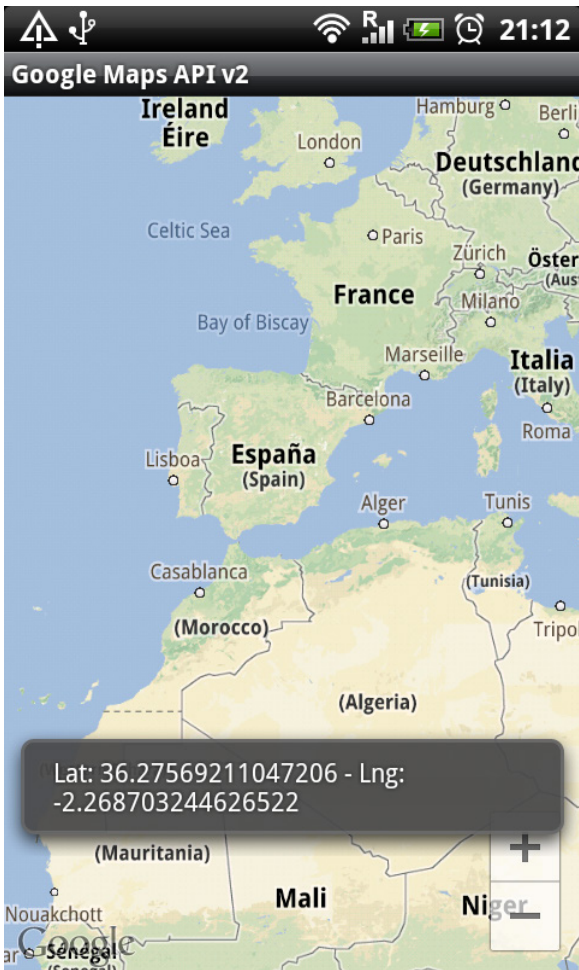 R
21:12
Google Maps API v2
Ireland
Éire
Hamburg
London
Deutschland
(Germany)
Celtic Sea
Paris
Zürich
France
Milano
Bay of Biscay
Marseille
Italia
(Italy)
Barcelona
Roma
Lisboa
España
(Spain)
Alger
Tunis
Casablanca
(Tunisia)
(Morocco)
(Algeria)
Lat: 36.27569211047206 - Lng:
-2.268703244626522
(Mauritania)
+
Mali
Niger
−
Nouakchott
Google
Sénégal